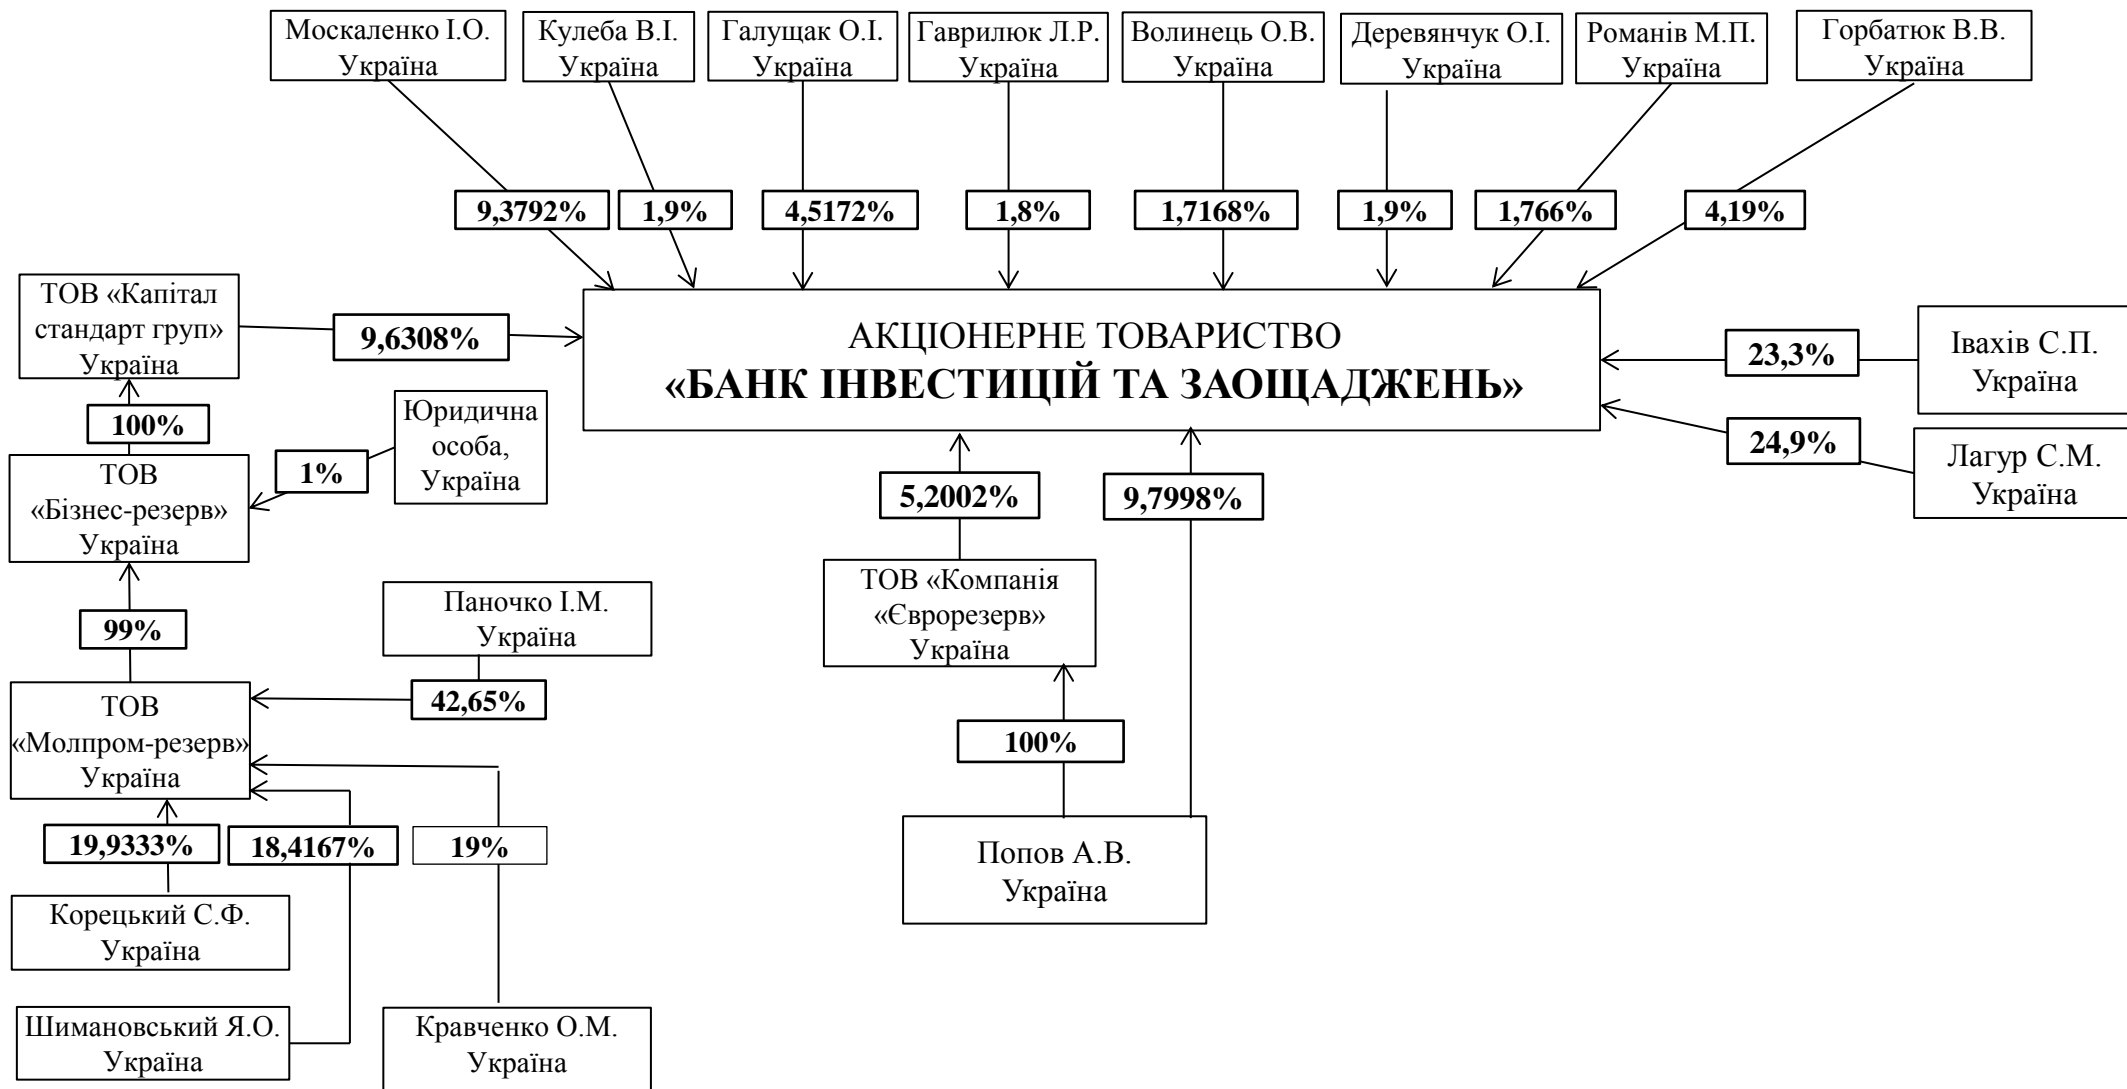 Москаленко І.О.
Україна
Кулеба В.І.
Україна
Галущак О.І.
Україна
Гаврилюк Л.Р.
Україна
Волинець О.В.
Україна
Деревянчук О.І.
Україна
Романів М.П.
Україна
Горбатюк В.В.
Україна
9,3792%
1,9%
4,5172%
1,8%
1,7168%
1,9%
1,766%
4,19%
ТОВ «Капітал
стандарт груп»
Україна
9,6308%
АКЦІОНЕРНЕ ТОВАРИСТВО
«БАНК ІНВЕСТИЦІЙ ТА ЗАОЩАДЖЕНЬ»
23,3%
Івахів С.П.
Україна
24,9%
Лагур С.М.
Україна
100%
Юридична
особа,
Україна
1%
ТОВ
«Бізнес-резерв»
Україна
5,2002%
9,7998%
ТОВ «Компанія
«Єврорезерв»
Україна
99%
Паночко І.М.
Україна
42,65%
ТОВ
«Молпром-резерв»
Україна
100%
19,9333%
18,4167%
19%
Попов А.В.
Україна
Корецький С.Ф.
Україна
Шимановський Я.О.
Україна
Кравченко О.М.
Україна